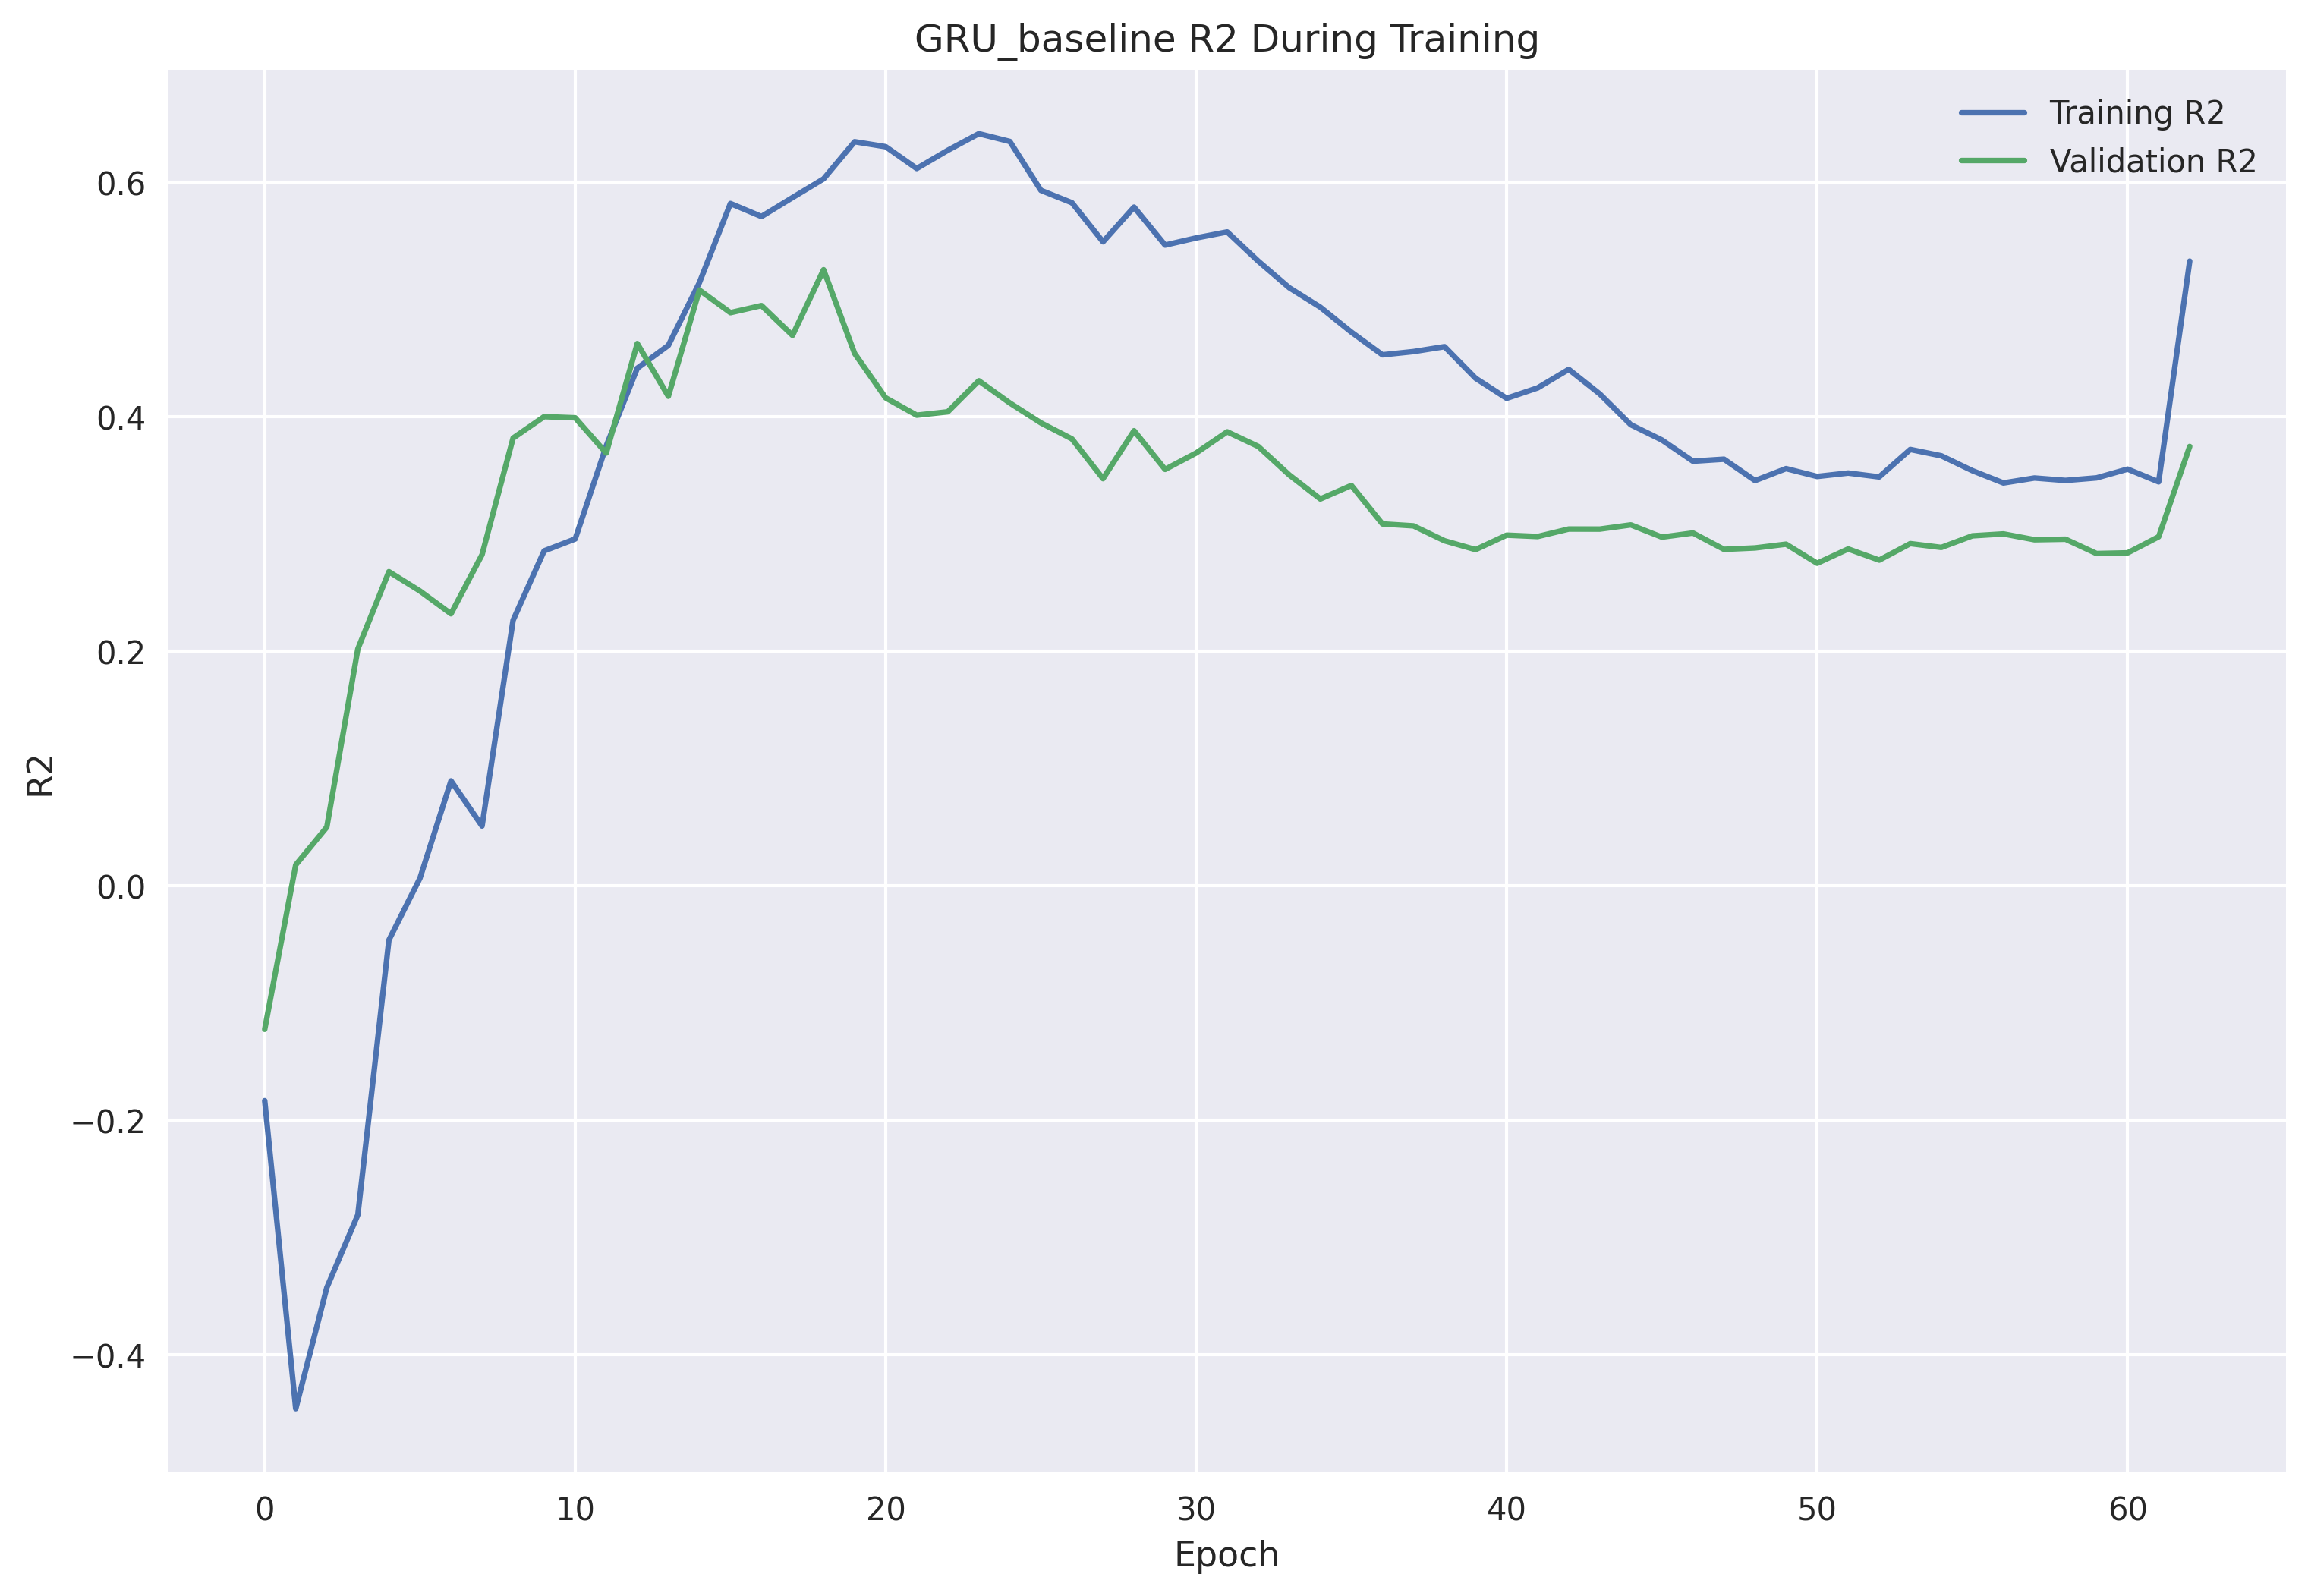 GRU_baseline R2 During Training
Training R2
Validation R2
0.6
0.4
0.2
0.0
−0.2
−0.4
R2
0 10 20 30 40 50 60
Epoch